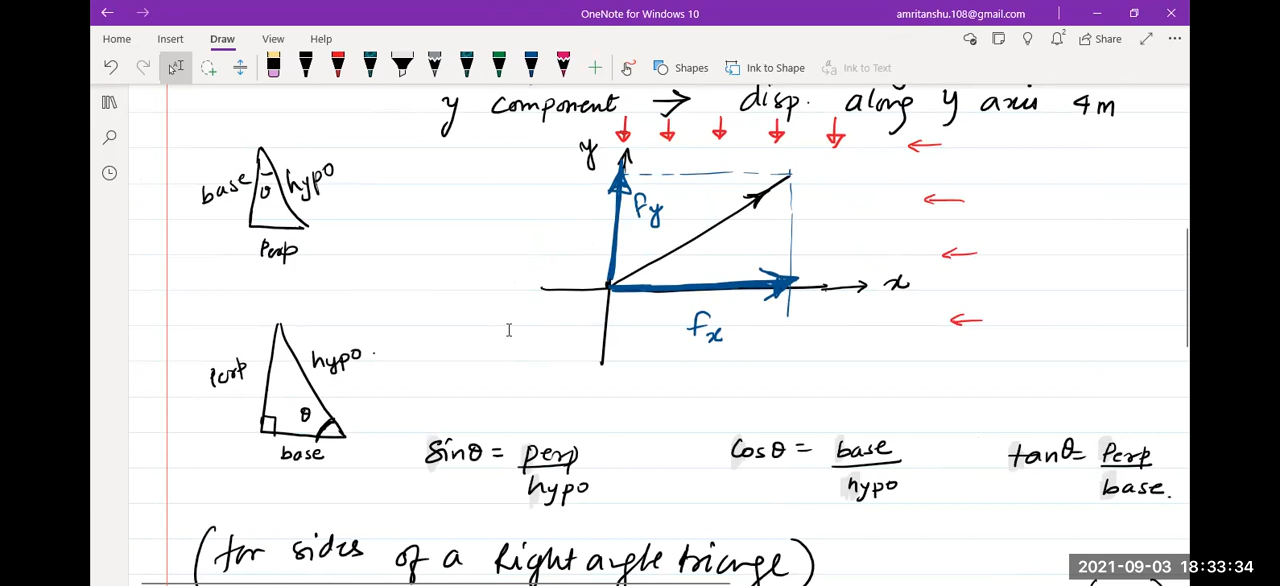 OneNote for Windows 10
amritanshu.108@gmail.com
Home Insert Draw View Help
Share
Shapes
Ink to Shape
Ink to Text
y component → disp. along y axis 4m
y
base
θ
hypo
Perp
fy
x
fx
Perp
hypo.
θ
base
sinθ = perp/hypo
cosθ = base/hypo
tanθ = Perp/base.
(for sides of a Right angle triangle)
2021-09-03 18:33:34